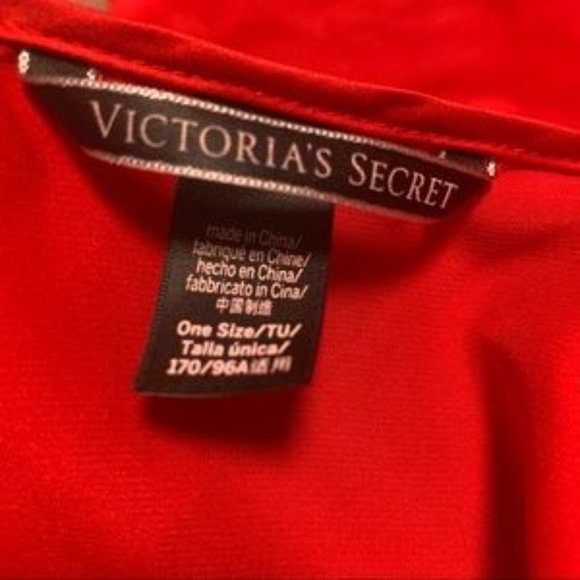 VICTORIA'S SECRET
made in China/
fabriqué en Chine/
hecho en China/
fabbricato in Cina/
中国制造
One Size/TU/
Talla única/
170/96A适用